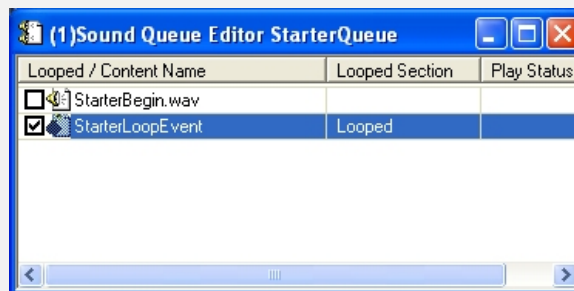 (1)Sound Queue Editor StarterQueue
Looped / Content Name Looped Section Play Status
StarterBegin.wav
StarterLoopEvent Looped